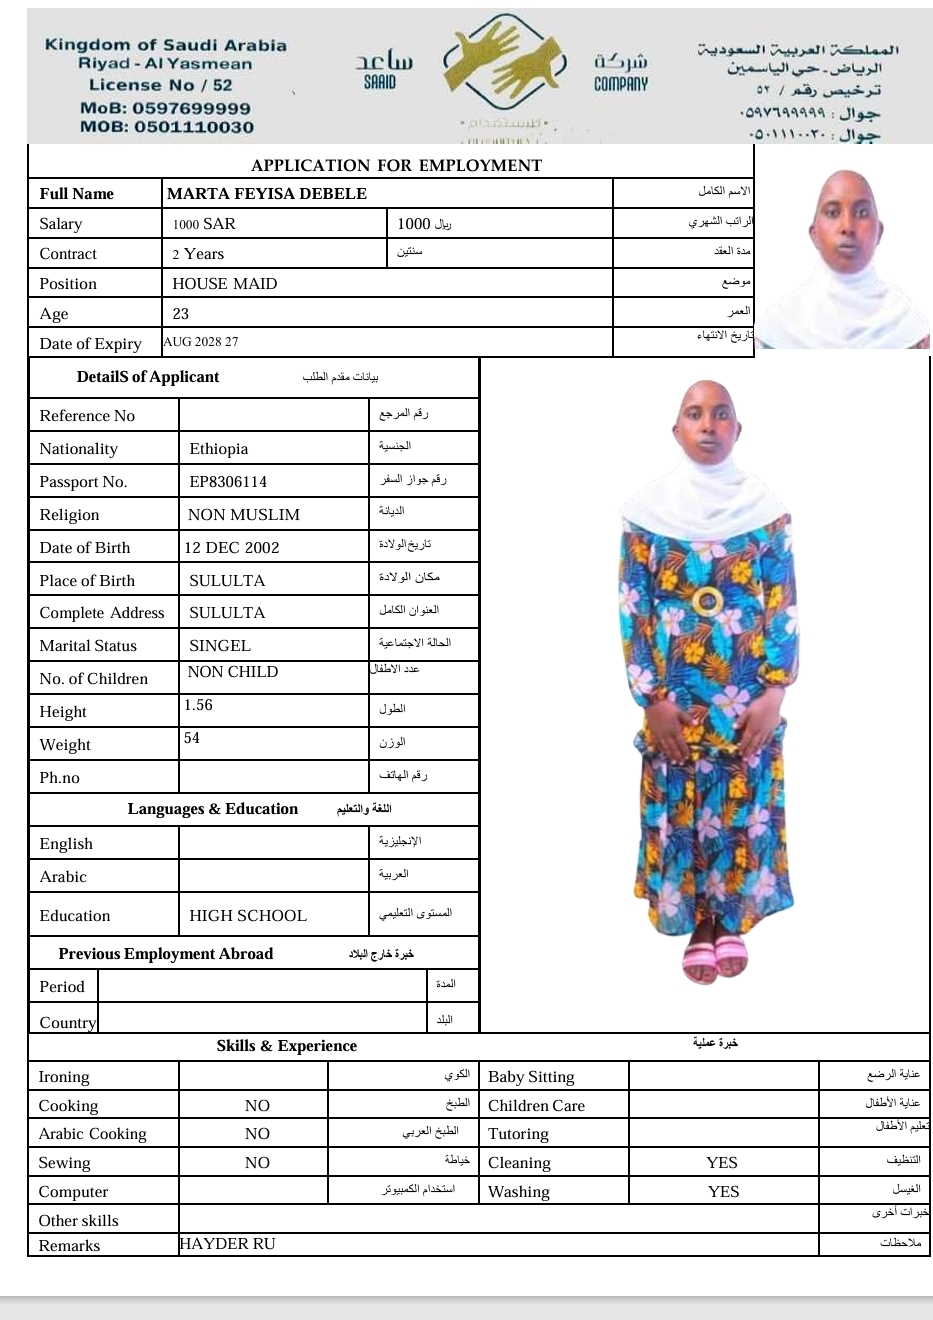 Kingdom of Saudi Arabia
Riyad - Al Yasmean
License No / 52
MoB: 0597699999
MOB: 0501110030
ساعد
SAAID
شركة
COMPANY
للإستقدام
المملكة العربية السعودية
الرياض - حي الياسمين
ترخيص رقم / ٥٢
جوال : ٠٥٩٧٦٩٩٩٩٩
جوال : ٠٥٠١١١٠٠٣٠
APPLICATION FOR EMPLOYMENT
Full Name MARTA FEYISA DEBELE الاسم الكامل
Salary 1000 SAR 1000 ريال الراتب الشهري
Contract 2 Years سنتين مدة العقد
Position HOUSE MAID موضع
Age 23 العمر
Date of Expiry AUG 2028 27 تاريخ الانتهاء
DetailS of Applicant بيانات مقدم الطلب
Reference No رقم المرجع
Nationality Ethiopia الجنسية
Passport No. EP8306114 رقم جواز السفر
Religion NON MUSLIM الديانة
Date of Birth 12 DEC 2002 تاريخ الولادة
Place of Birth SULULTA مكان الولادة
Complete Address SULULTA العنوان الكامل
Marital Status SINGEL الحالة الاجتماعية
No. of Children NON CHILD عدد الاطفال
Height 1.56 الطول
Weight 54 الوزن
Ph.no رقم الهاتف
Languages & Education اللغة والتعليم
English الإنجليزية
Arabic العربية
Education HIGH SCHOOL المستوى التعليمي
Previous Employment Abroad خبرة خارج البلاد
Period المدة
Country البلد
Skills & Experience خبرة عملية
Ironing الكوي Baby Sitting عناية الرضع
Cooking NO الطبخ Children Care عناية الأطفال
Arabic Cooking NO الطبخ العربي Tutoring تعليم الأطفال
Sewing NO خياطة Cleaning YES التنظيف
Computer استخدام الكمبيوتر Washing YES الغيسل
Other skills خبرات أخرى
Remarks HAYDER RU ملاحظات